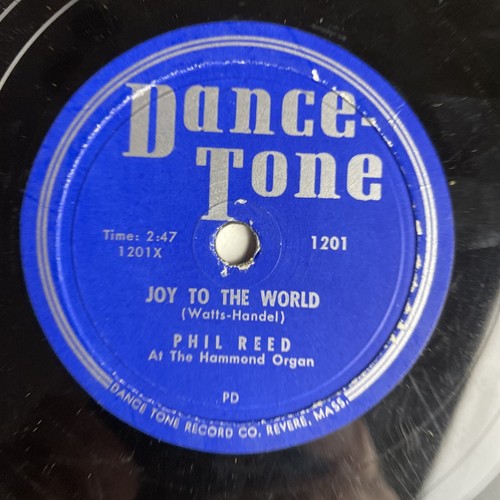 Dance-
Tone
Time: 2:47
1201X
1201
JOY TO THE WORLD
(Watts-Handel)
PHIL REED
At The Hammond Organ
PD
DANCE TONE RECORD CO. REVERE, MASS.